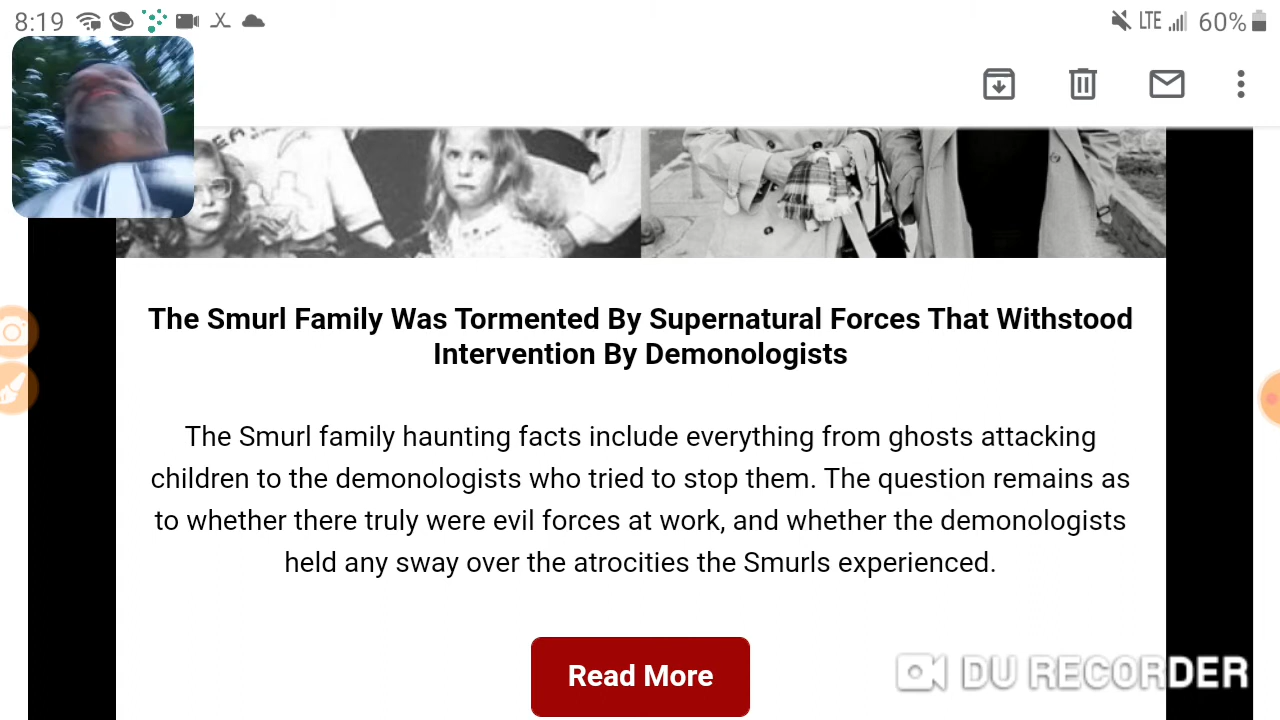 8:19
LTE 60%
The Smurl Family Was Tormented By Supernatural Forces That Withstood
Intervention By Demonologists
The Smurl family haunting facts include everything from ghosts attacking
children to the demonologists who tried to stop them. The question remains as
to whether there truly were evil forces at work, and whether the demonologists
held any sway over the atrocities the Smurls experienced.
Read More
DU RECORDER